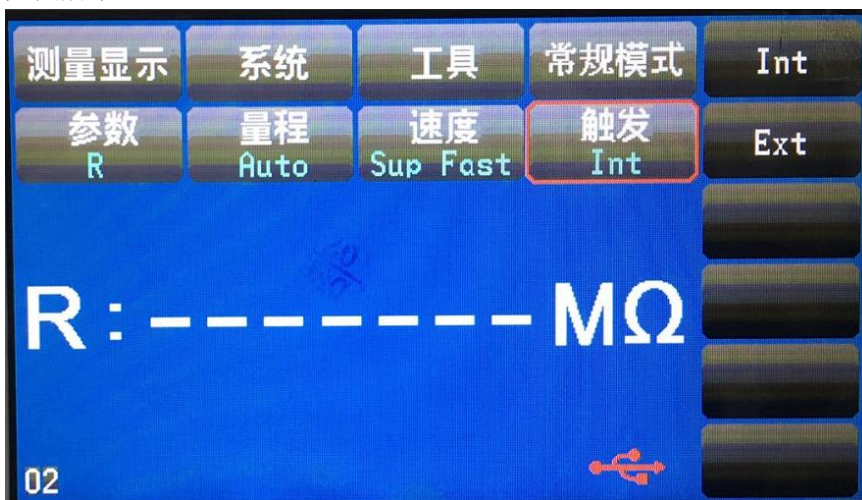 测量显示 系统 工具 常规模式 Int
参数 量程 速度 触发 Ext
R Auto Sup Fast Int
R:------- MΩ
02